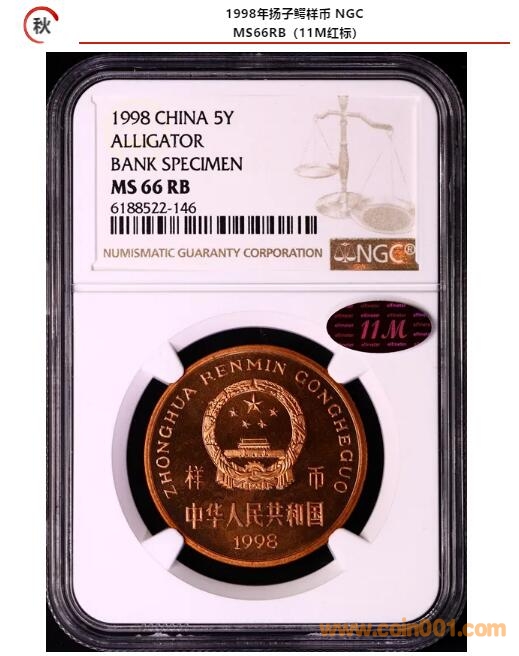 秋
1998年扬子鳄样币 NGC
MS66RB（11M红标）
1998 CHINA 5Y
ALLIGATOR
BANK SPECIMEN
MS 66 RB
6188522-146
NUMISMATIC GUARANTY CORPORATION
NGC®
11M
ZHONGHUA RENMIN GONGHEGUO
样 币
中华人民共和国
1998
www.coin001.com